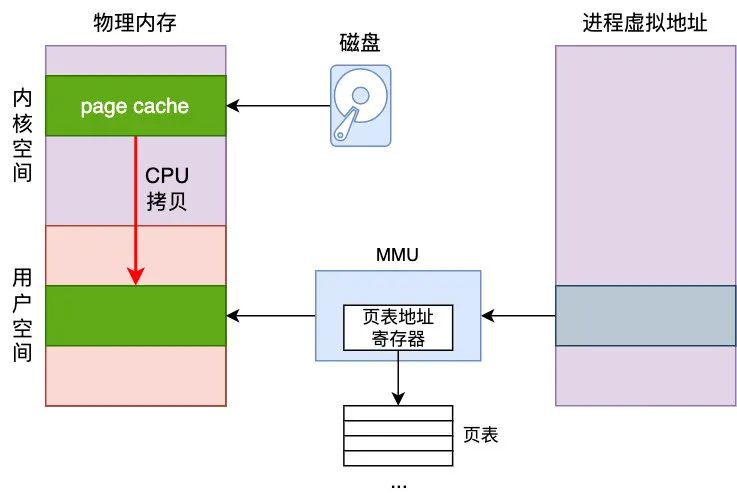 物理内存
磁盘
进程虚拟地址
内核空间
page cache
CPU
拷贝
MMU
用户空间
页表地址
寄存器
页表
...